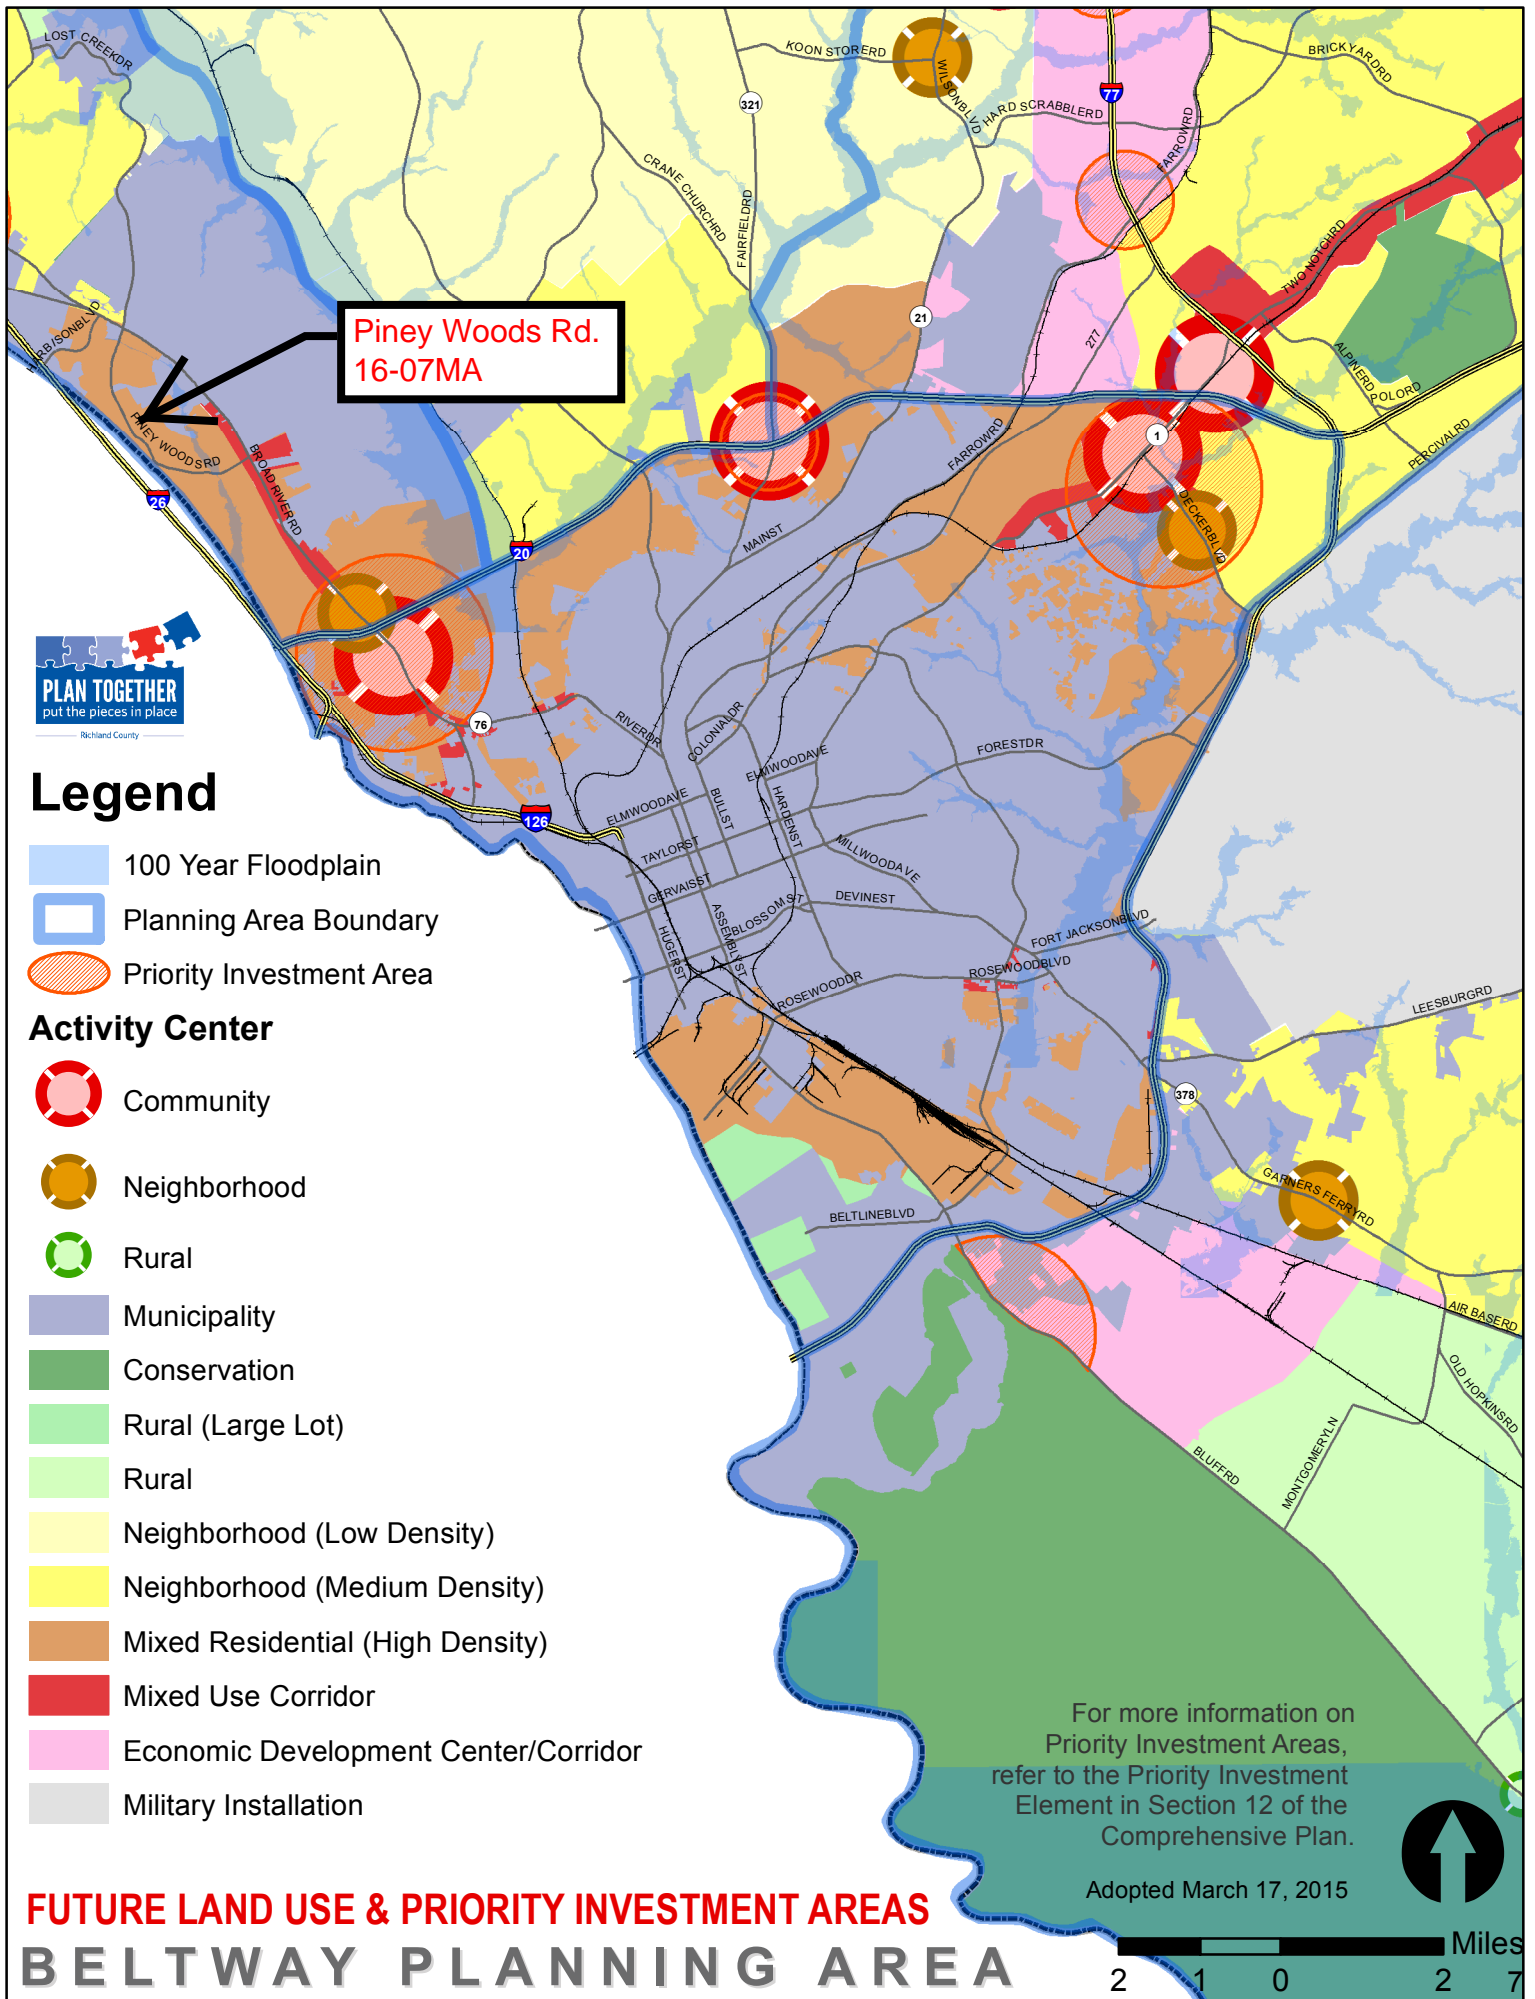 LOST CREEKDR
KOON STORERD
WILSONBLVD
BRICKYARDRD
77
321
HARD SCRABBLERD
FARROWRD
CRANE CHURCHRD
FAIRFIELDRD
TWO NOTCHRD
HARBISONBLVD
Piney Woods Rd.
16-07MA
21
277
ALPINERD
POLORD
PINEY WOODSRD
BROAD RIVERRD
FARROWRD
1
PERCIVALRD
26
DECKERBLVD
20
MAINST
PLAN TOGETHER
put the pieces in place
Richland County
76
RIVERDR
COLONIALDR
ELMWOODAVE
FORESTDR
Legend
126
ELMWOODAVE
BULLST
HARDENST
TAYLORST
MILLWOODAVE
100 Year Floodplain
GERVAISST
DEVINEST
Planning Area Boundary
BLOSSOMST
ASSEMBLYST
HUGERST
FORT JACKSONBLVD
Priority Investment Area
ROSEWOODBLVD
ROSEWOODDR
LEESBURGRD
Activity Center
Community
378
Neighborhood
GARNERS FERRYRD
BELTLINEBLVD
Rural
Municipality
AIR BASERD
Conservation
OLD HOPKINSRD
Rural (Large Lot)
BLUFFRD
MONTGOMERYLN
Rural
Neighborhood (Low Density)
Neighborhood (Medium Density)
Mixed Residential (High Density)
Mixed Use Corridor
Economic Development Center/Corridor
Military Installation
For more information on
Priority Investment Areas,
refer to the Priority Investment
Element in Section 12 of the
Comprehensive Plan.
Adopted March 17, 2015
FUTURE LAND USE & PRIORITY INVESTMENT AREAS
BELTWAY PLANNING AREA
Miles
2 1 0 2 7